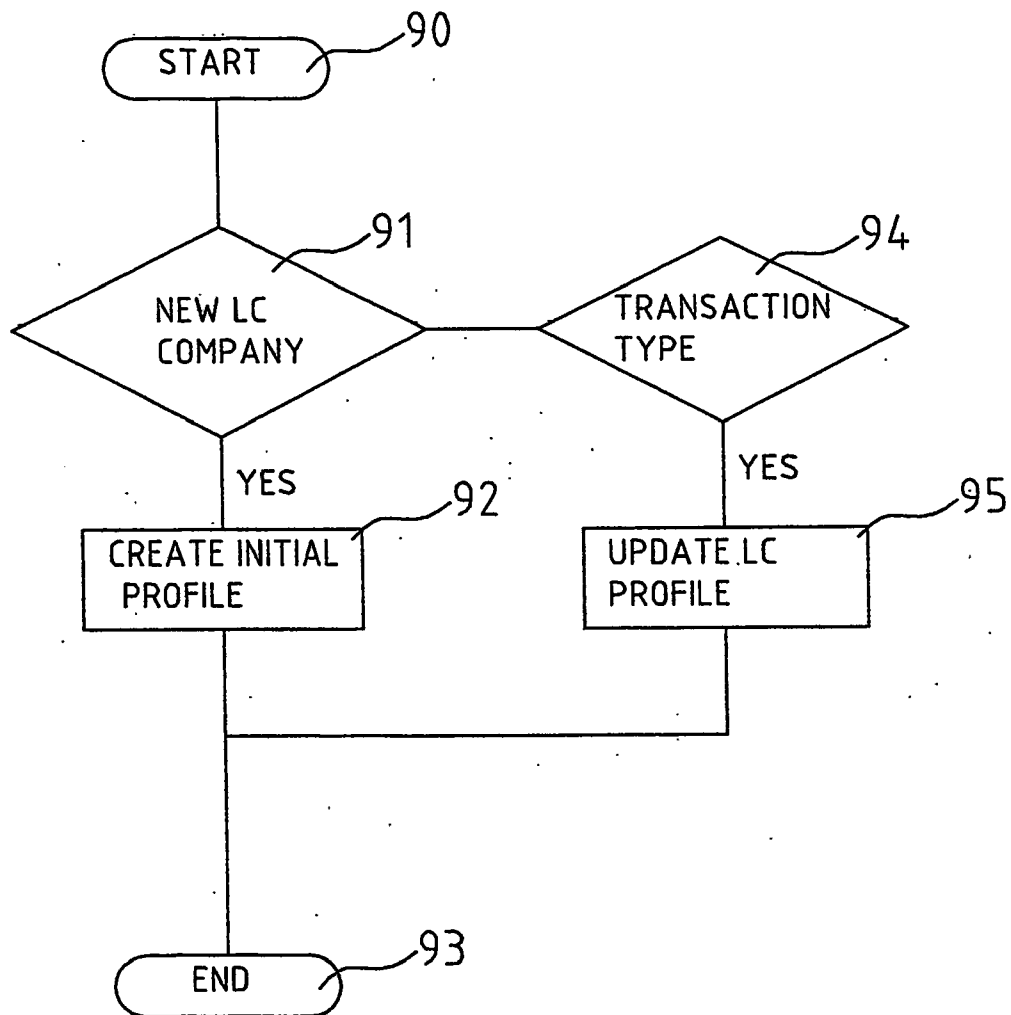 START
90
NEW LC
COMPANY
91
TRANSACTION
TYPE
94
YES
YES
CREATE INITIAL
PROFILE
92
UPDATE LC
PROFILE
95
END
93